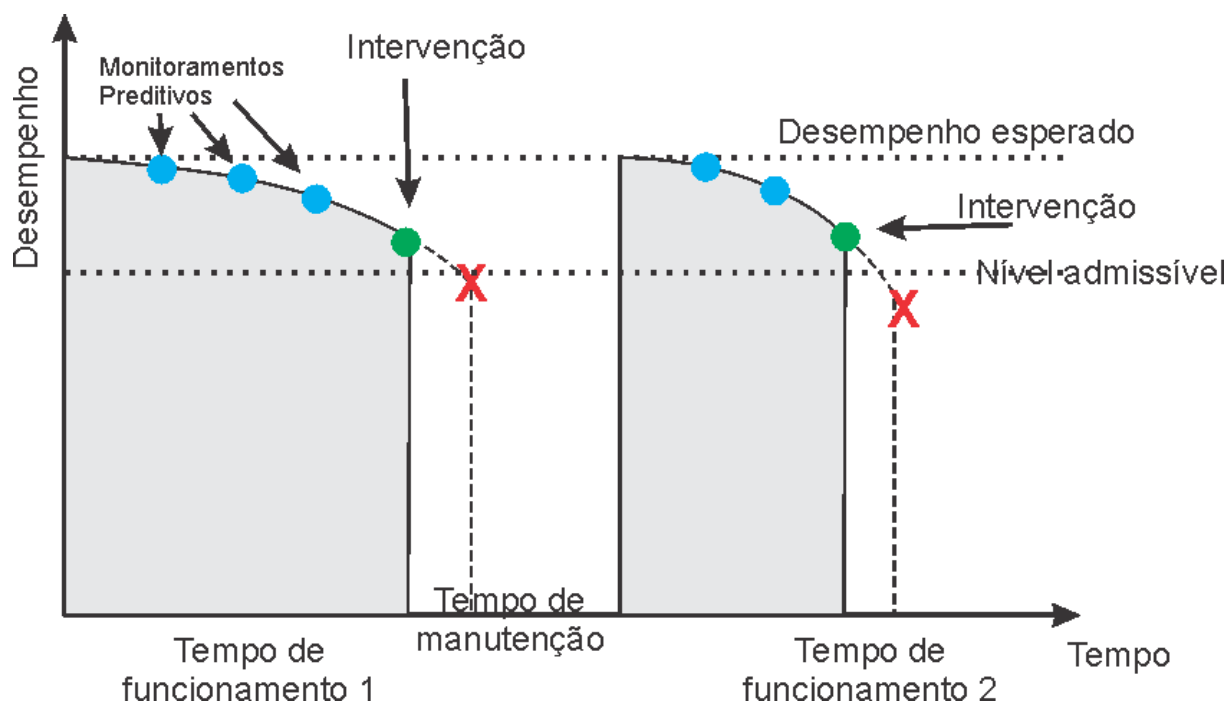 Intervenção
Monitoramentos
Preditivos
Desempenho
Desempenho esperado
Intervenção
Nível admissível
X
X
Tempo de
manutenção
Tempo de
funcionamento 1
Tempo de
funcionamento 2
Tempo